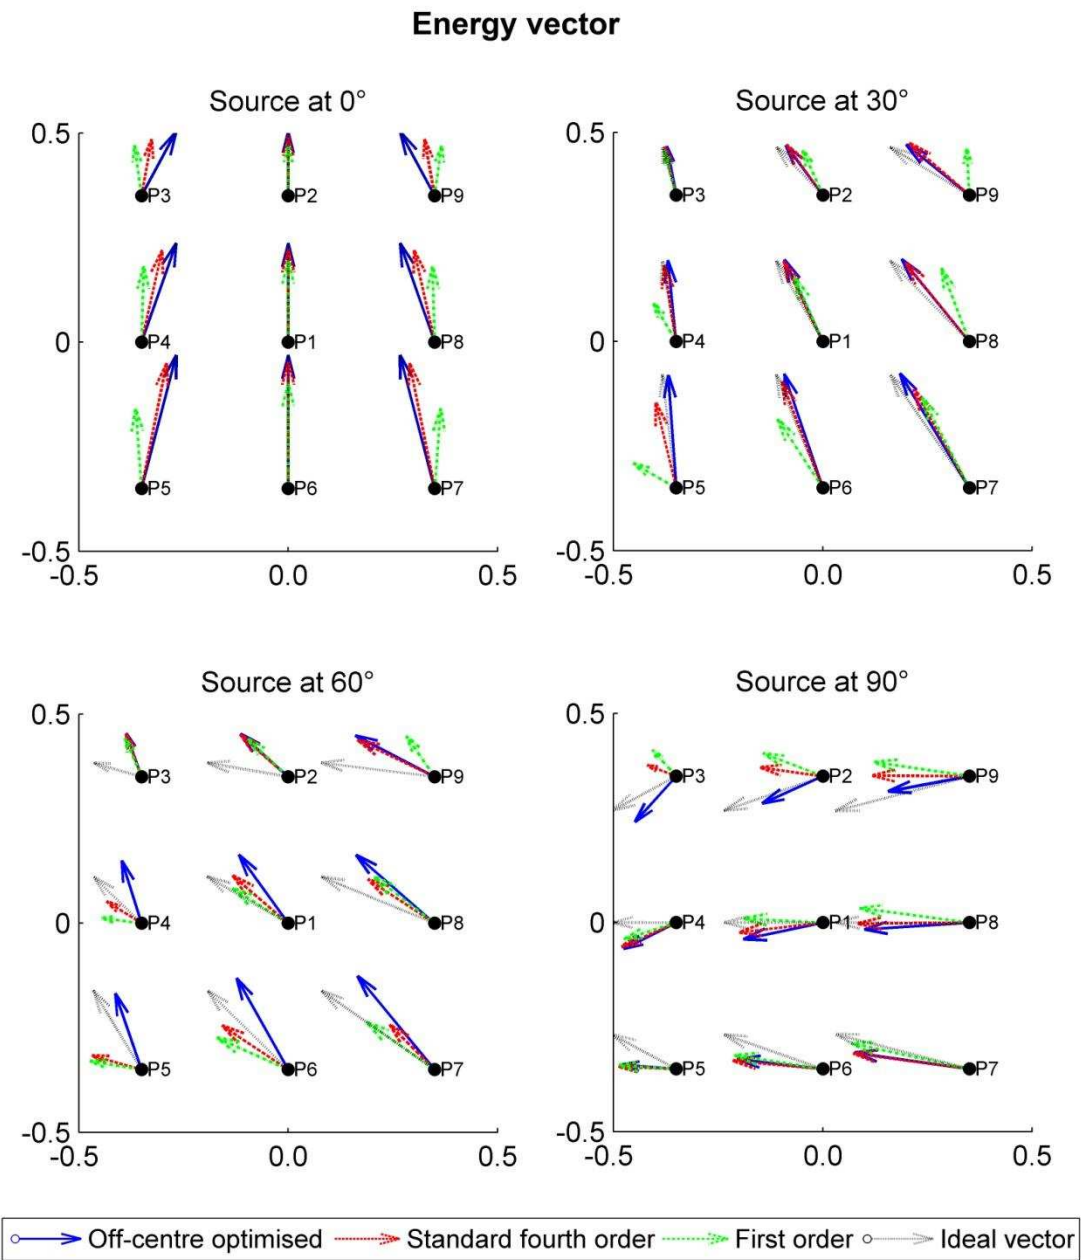 Energy vector
Source at 0°
Source at 30°
0.5
P3
P2
P9
0
P4
P1
P8
P5
P6
P7
-0.5
-0.5
0.0
0.5
0.5
P3
P2
P9
0
P4
P1
P8
P5
P6
P7
-0.5
-0.5
0.0
0.5
Source at 60°
Source at 90°
0.5
P3
P2
P9
0
P4
P1
P8
P5
P6
P7
-0.5
-0.5
0.0
0.5
0.5
P3
P2
P9
0
P4
P1
P8
P5
P6
P7
-0.5
-0.5
0.0
0.5
Off-centre optimised Standard fourth order First order Ideal vector